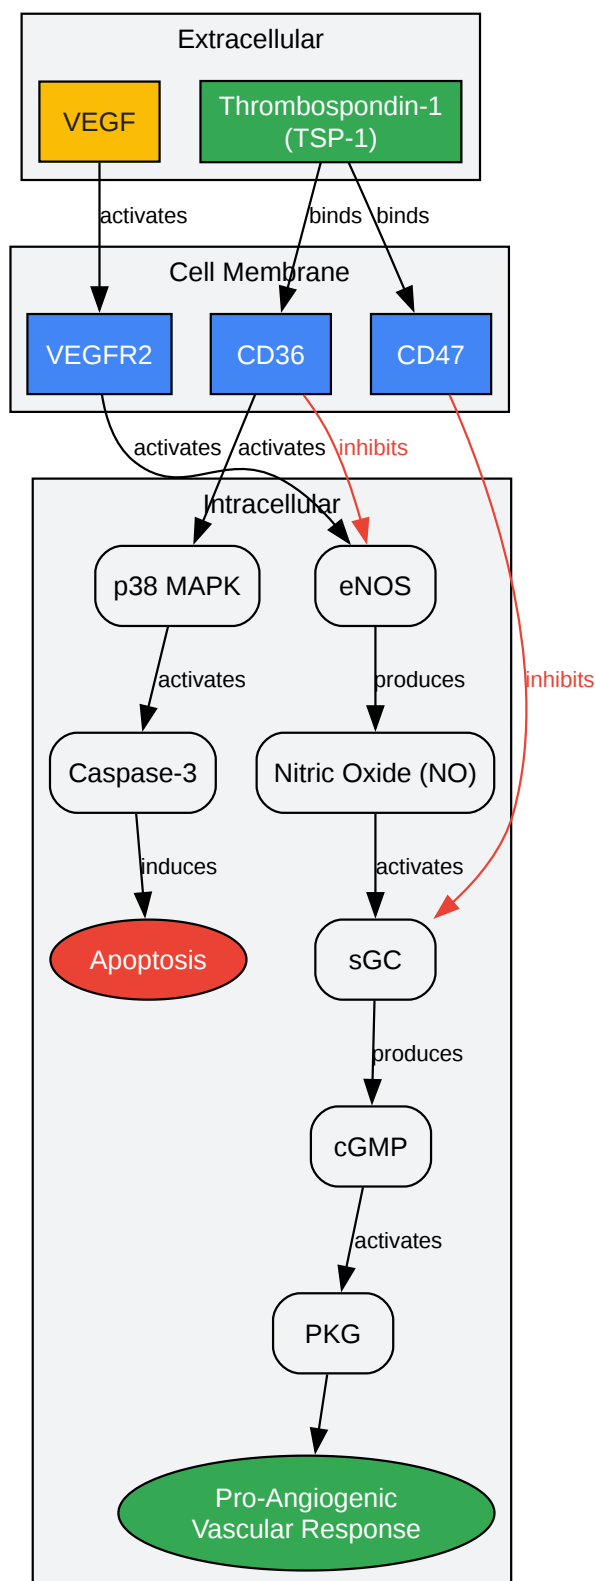 Extracellular
VEGF
Thrombospondin-1
(TSP-1)
activates
binds
binds
Cell Membrane
VEGFR2
CD36
CD47
activates
activates
inhibits
Intracellular
p38 MAPK
eNOS
activates
produces
inhibits
Caspase-3
Nitric Oxide (NO)
induces
activates
Apoptosis
sGC
produces
cGMP
activates
PKG
Pro-Angiogenic
Vascular Response